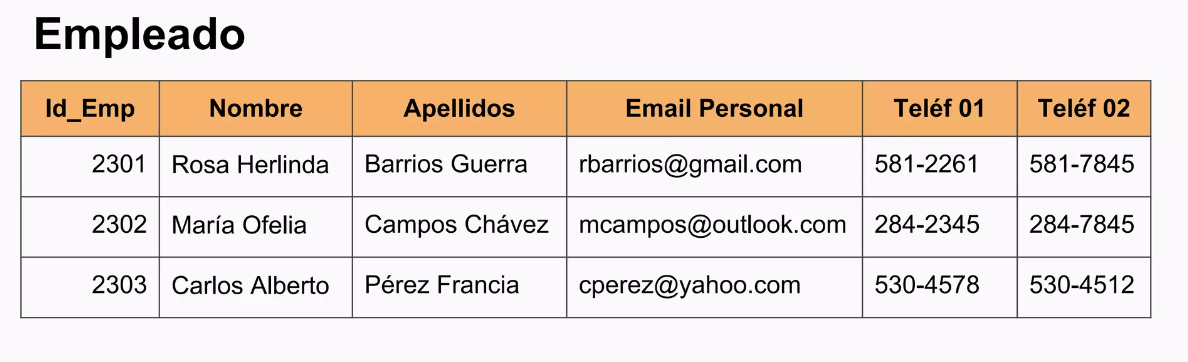 Empleado
Id_Emp Nombre Apellidos Email Personal Teléf 01 Teléf 02
2301 Rosa Herlinda Barrios Guerra rbarrios@gmail.com 581-2261 581-7845
2302 María Ofelia Campos Chávez mcampos@outlook.com 284-2345 284-7845
2303 Carlos Alberto Pérez Francia cperez@yahoo.com 530-4578 530-4512